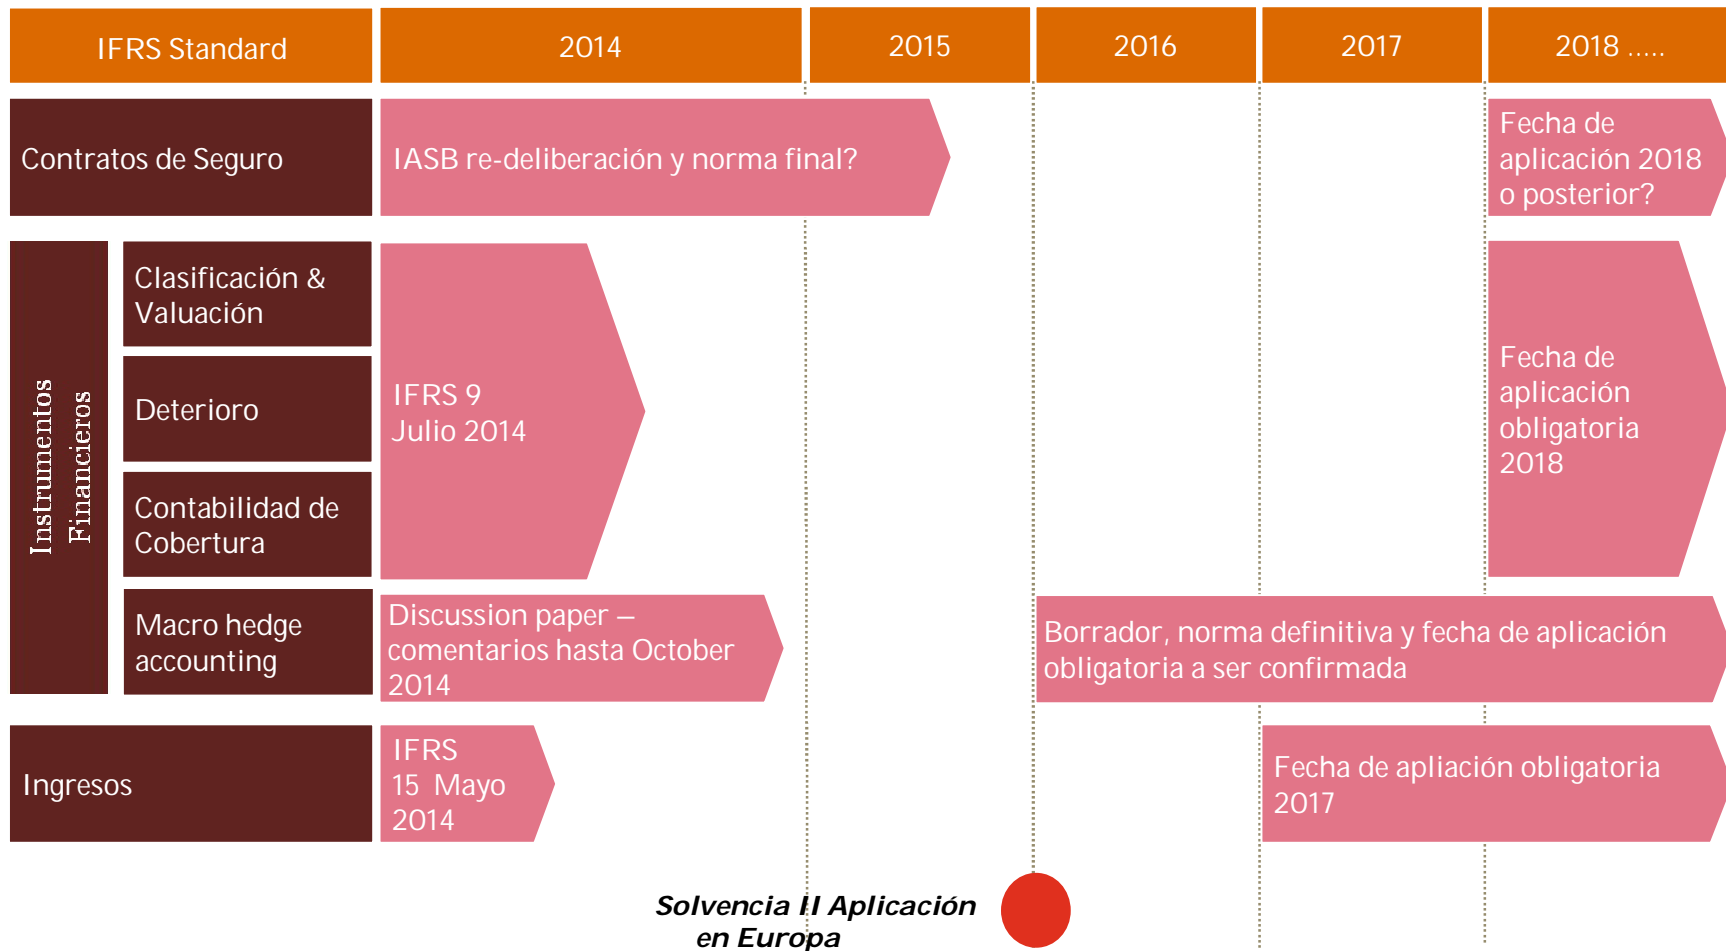 IFRS Standard
2014
2015
2016
2017
2018 .....
Contratos de Seguro
IASB re-deliberación y norma final?
Fecha de
aplicación 2018
o posterior?
Instrumentos
Financieros
Clasificación &
Valuación
Deterioro
Contabilidad de
Cobertura
IFRS 9
Julio 2014
Fecha de
aplicación
obligatoria
2018
Macro hedge
accounting
Discussion paper –
comentarios hasta October
2014
Borrador, norma definitiva y fecha de aplicación
obligatoria a ser confirmada
Ingresos
IFRS
15 Mayo
2014
Fecha de apliación obligatoria
2017
Solvencia II Aplicación
en Europa